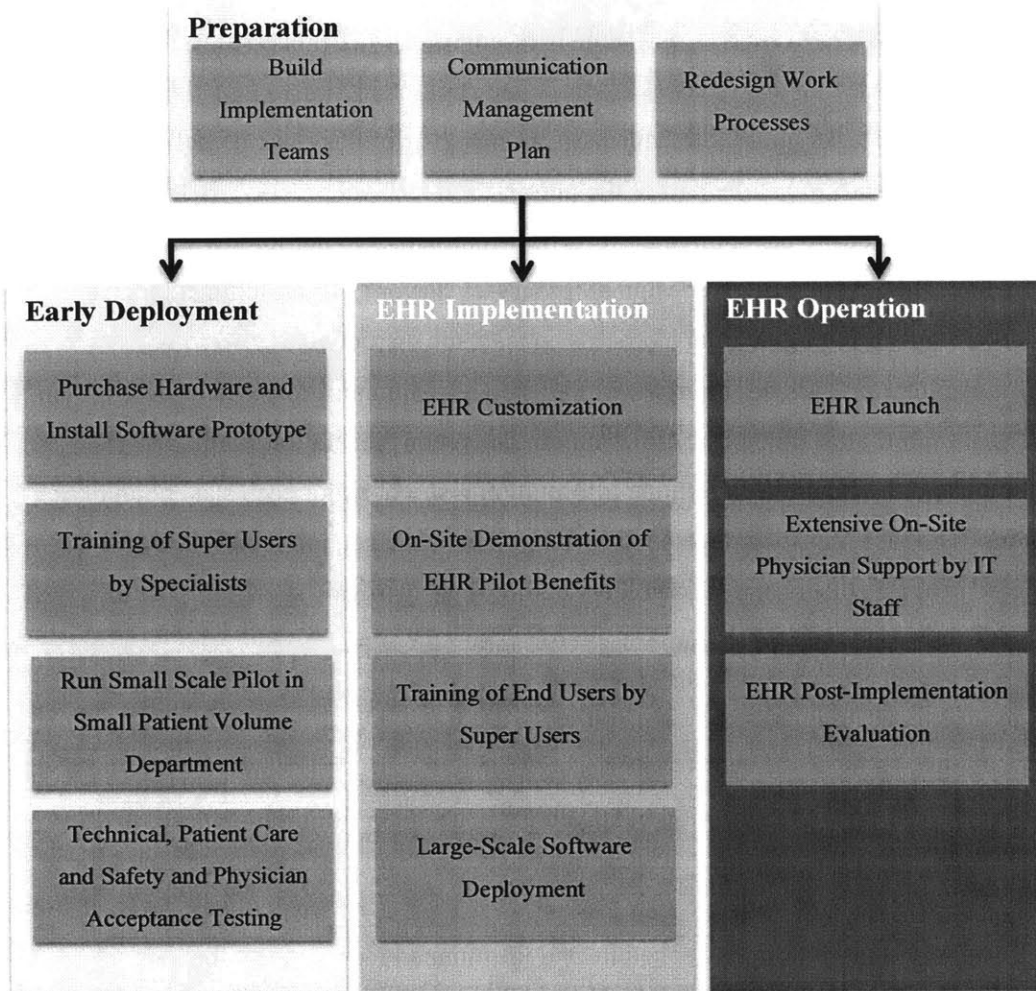 Preparation
Build
Implementation
Teams
Communication
Management
Plan
Redesign Work
Processes
Early Deployment
Purchase Hardware and
Install Software Prototype
Training of Super Users
by Specialists
Run Small Scale Pilot in
Small Patient Volume
Department
Technical, Patient Care
and Safety and Physician
Acceptance Testing
EHR Implementation
EHR Customization
On-Site Demonstration of
EHR Pilot Benefits
Training of End Users by
Super Users
Large-Scale Software
Deployment
EHR Operation
EHR Launch
Extensive On-Site
Physician Support by IT
Staff
EHR Post-Implementation
Evaluation